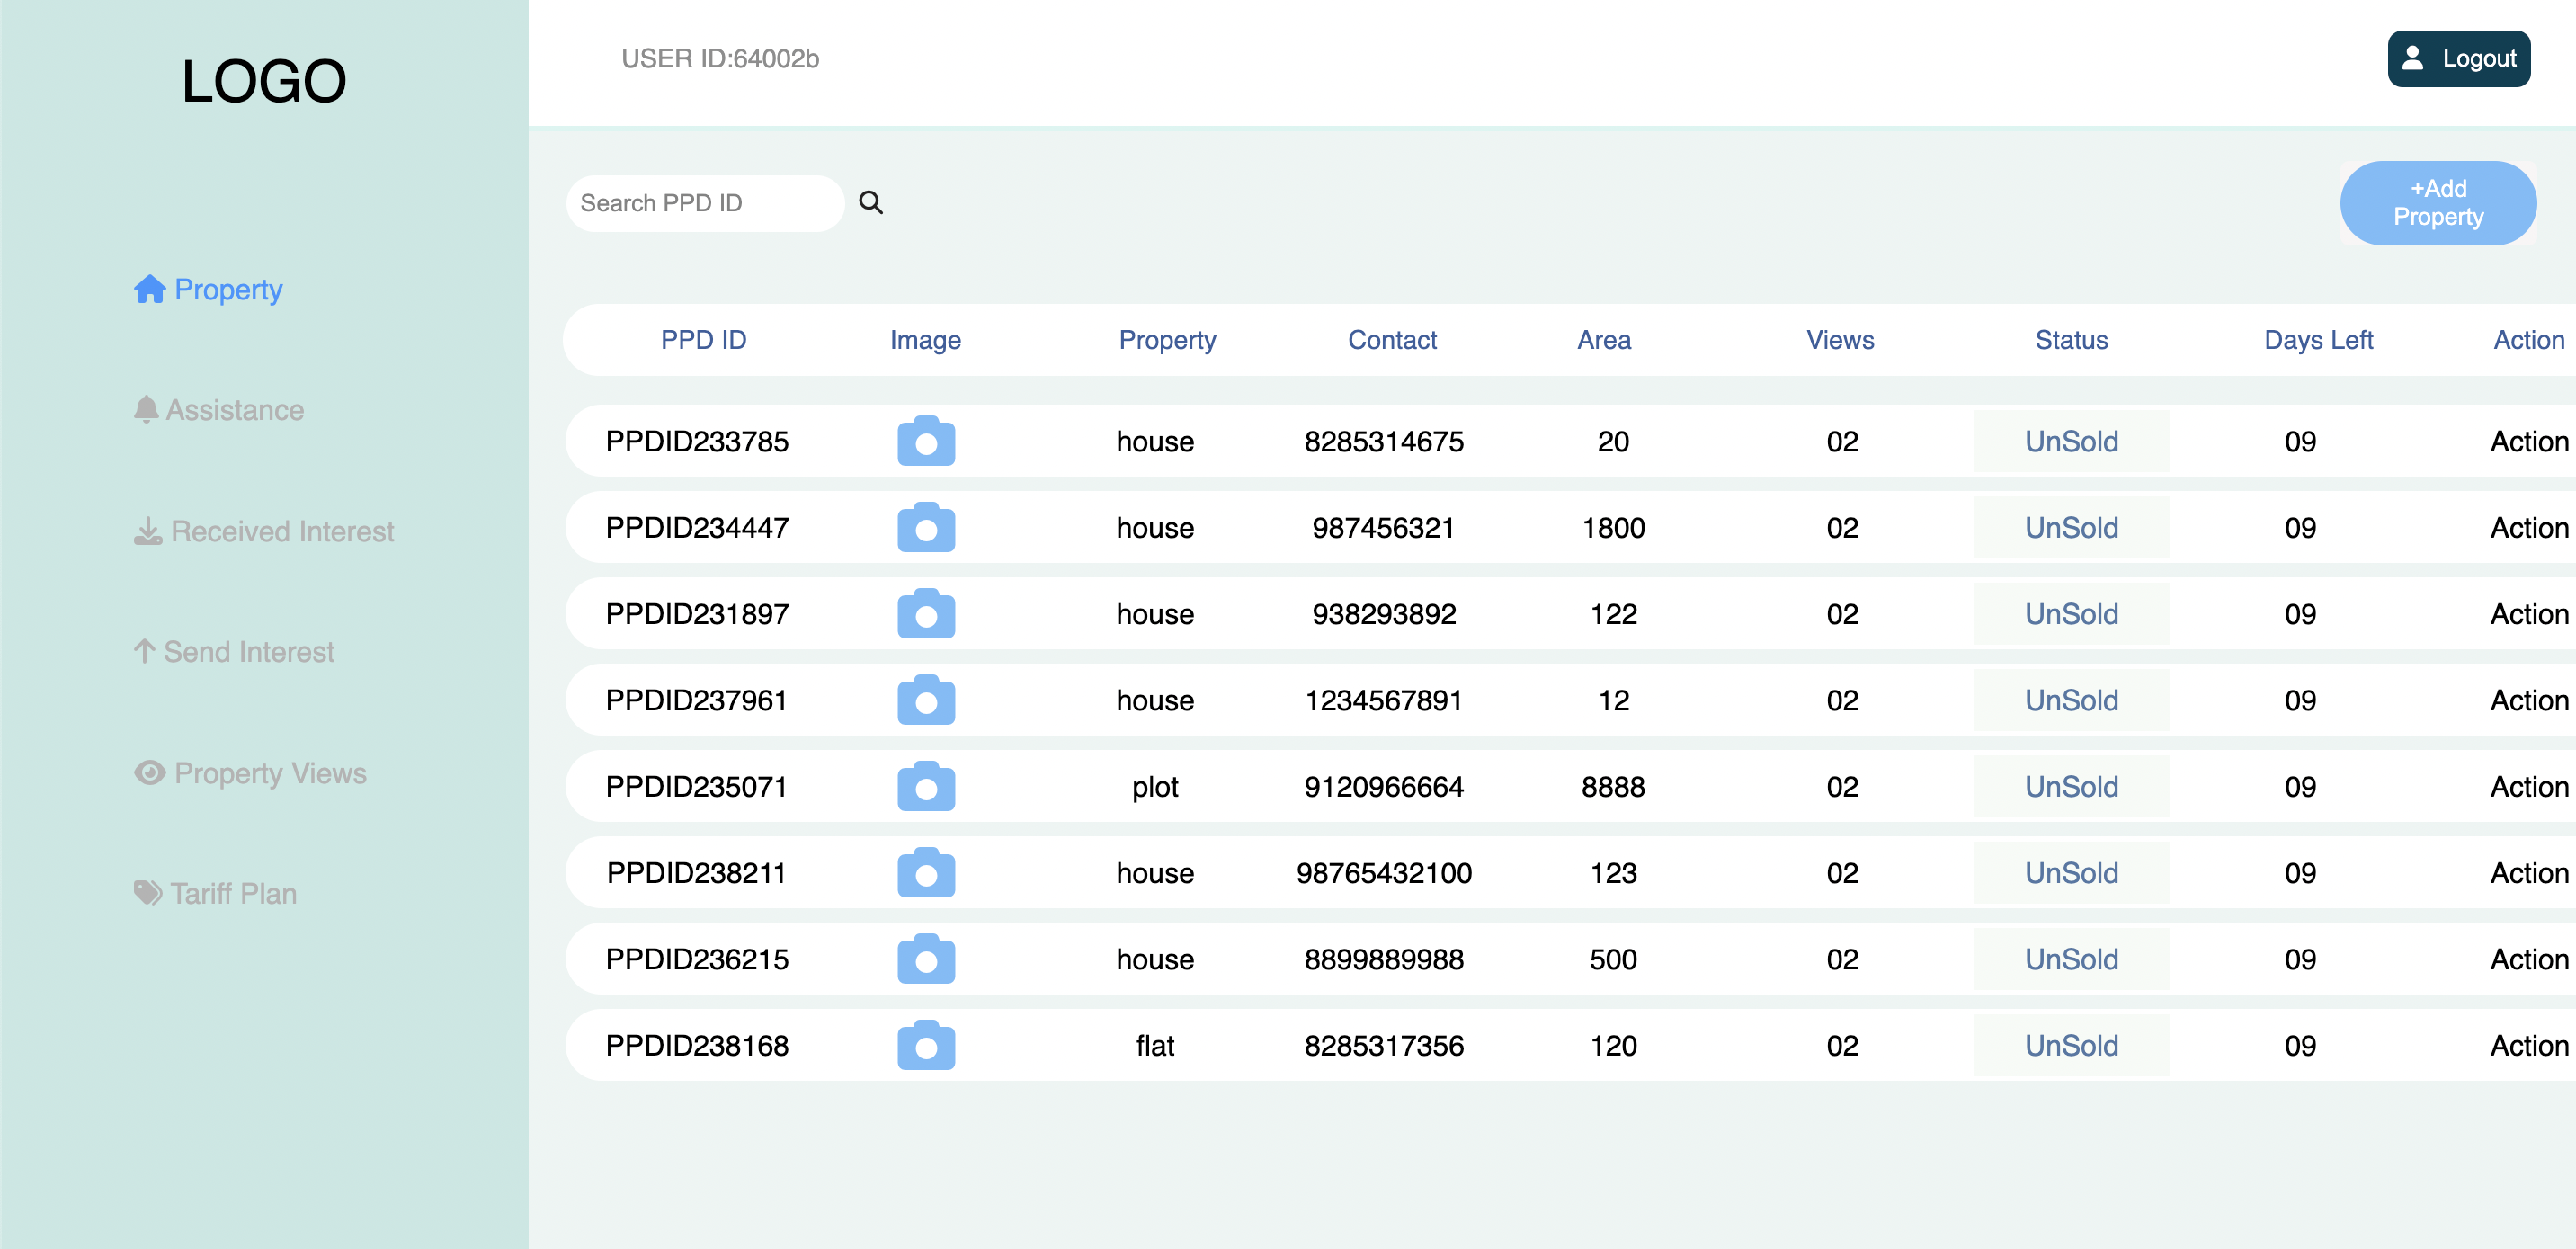 LOGO
USER ID:64002b
Logout
Search PPD ID
+Add
Property
Property
Assistance
Received Interest
Send Interest
Property Views
Tariff Plan
PPD ID Image Property Contact Area Views Status Days Left Action
PPDID233785 house 8285314675 20 02 UnSold 09 Action
PPDID234447 house 987456321 1800 02 UnSold 09 Action
PPDID231897 house 938293892 122 02 UnSold 09 Action
PPDID237961 house 1234567891 12 02 UnSold 09 Action
PPDID235071 plot 9120966664 8888 02 UnSold 09 Action
PPDID238211 house 98765432100 123 02 UnSold 09 Action
PPDID236215 house 8899889988 500 02 UnSold 09 Action
PPDID238168 flat 8285317356 120 02 UnSold 09 Action